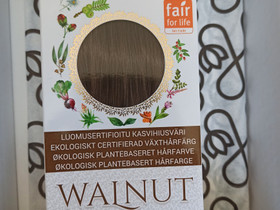 fair
for life
LUOMUSERTIFIOITU KASVIHIUSVÄRI
EKOLOGISKT CERTIFIERAD VÄXTHÅRFÄRG
ØKOLOGISK PLANTEBASERET HÅRFARVE
ØKOLOGISK PLANTEBASERT HÅRFARGE
WALNUT